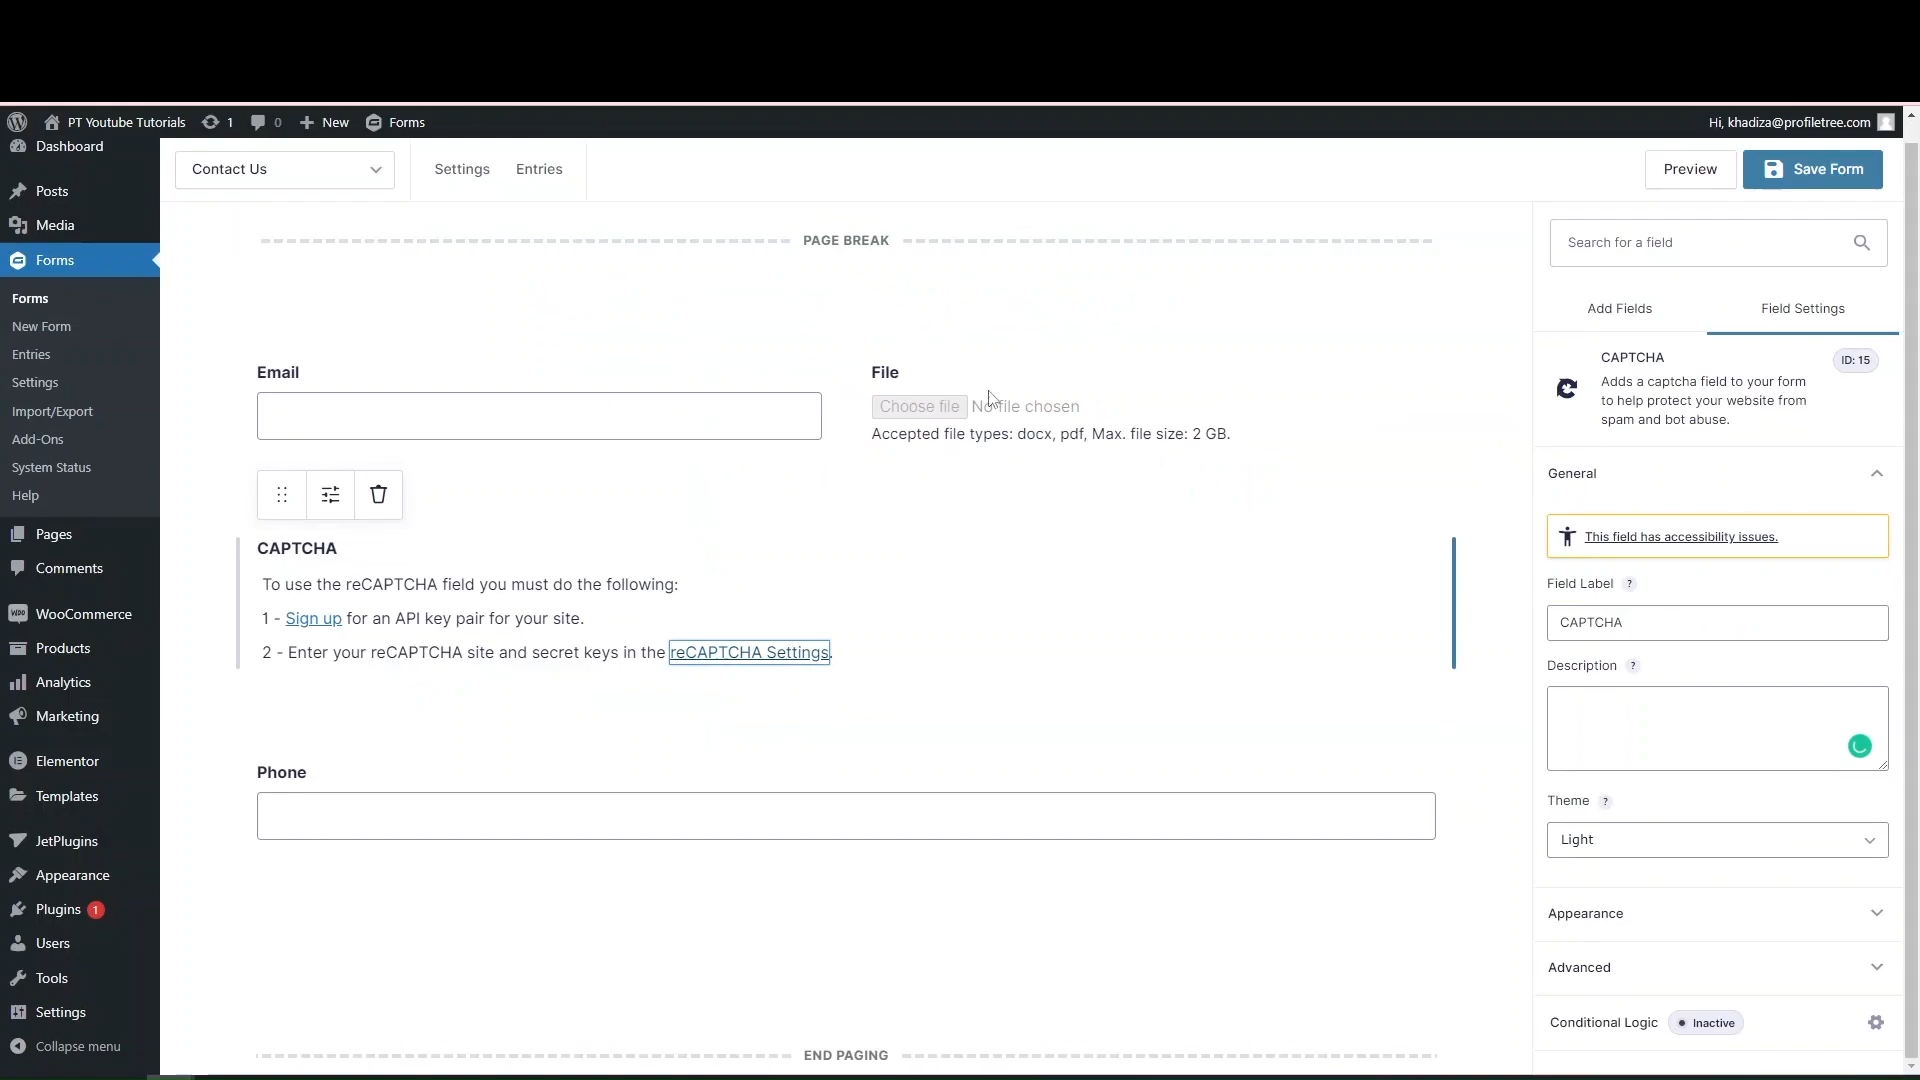 PT Youtube Tutorials 1 0 New Forms Hi, khadiza@profiletree.com
Dashboard
Posts
Media
Forms
Forms
New Form
Entries
Settings
Import/Export
Add-Ons
System Status
Help
Pages
Comments
WooCommerce
Products
Analytics
Marketing
Elementor
Templates
JetPlugins
Appearance
Plugins 1
Users
Tools
Settings
Collapse menu
Contact Us Settings Entries Preview Save Form
PAGE BREAK
Email
File
Choose file No file chosen
Accepted file types: docx, pdf, Max. file size: 2 GB.
CAPTCHA
To use the reCAPTCHA field you must do the following:
1 - Sign up for an API key pair for your site.
2 - Enter your reCAPTCHA site and secret keys in the reCAPTCHA Settings.
Phone
END PAGING
Search for a field
Add Fields Field Settings
CAPTCHA ID: 15
Adds a captcha field to your form
to help protect your website from
spam and bot abuse.
General
This field has accessibility issues.
Field Label ?
CAPTCHA
Description ?
Theme ?
Light
Appearance
Advanced
Conditional Logic Inactive